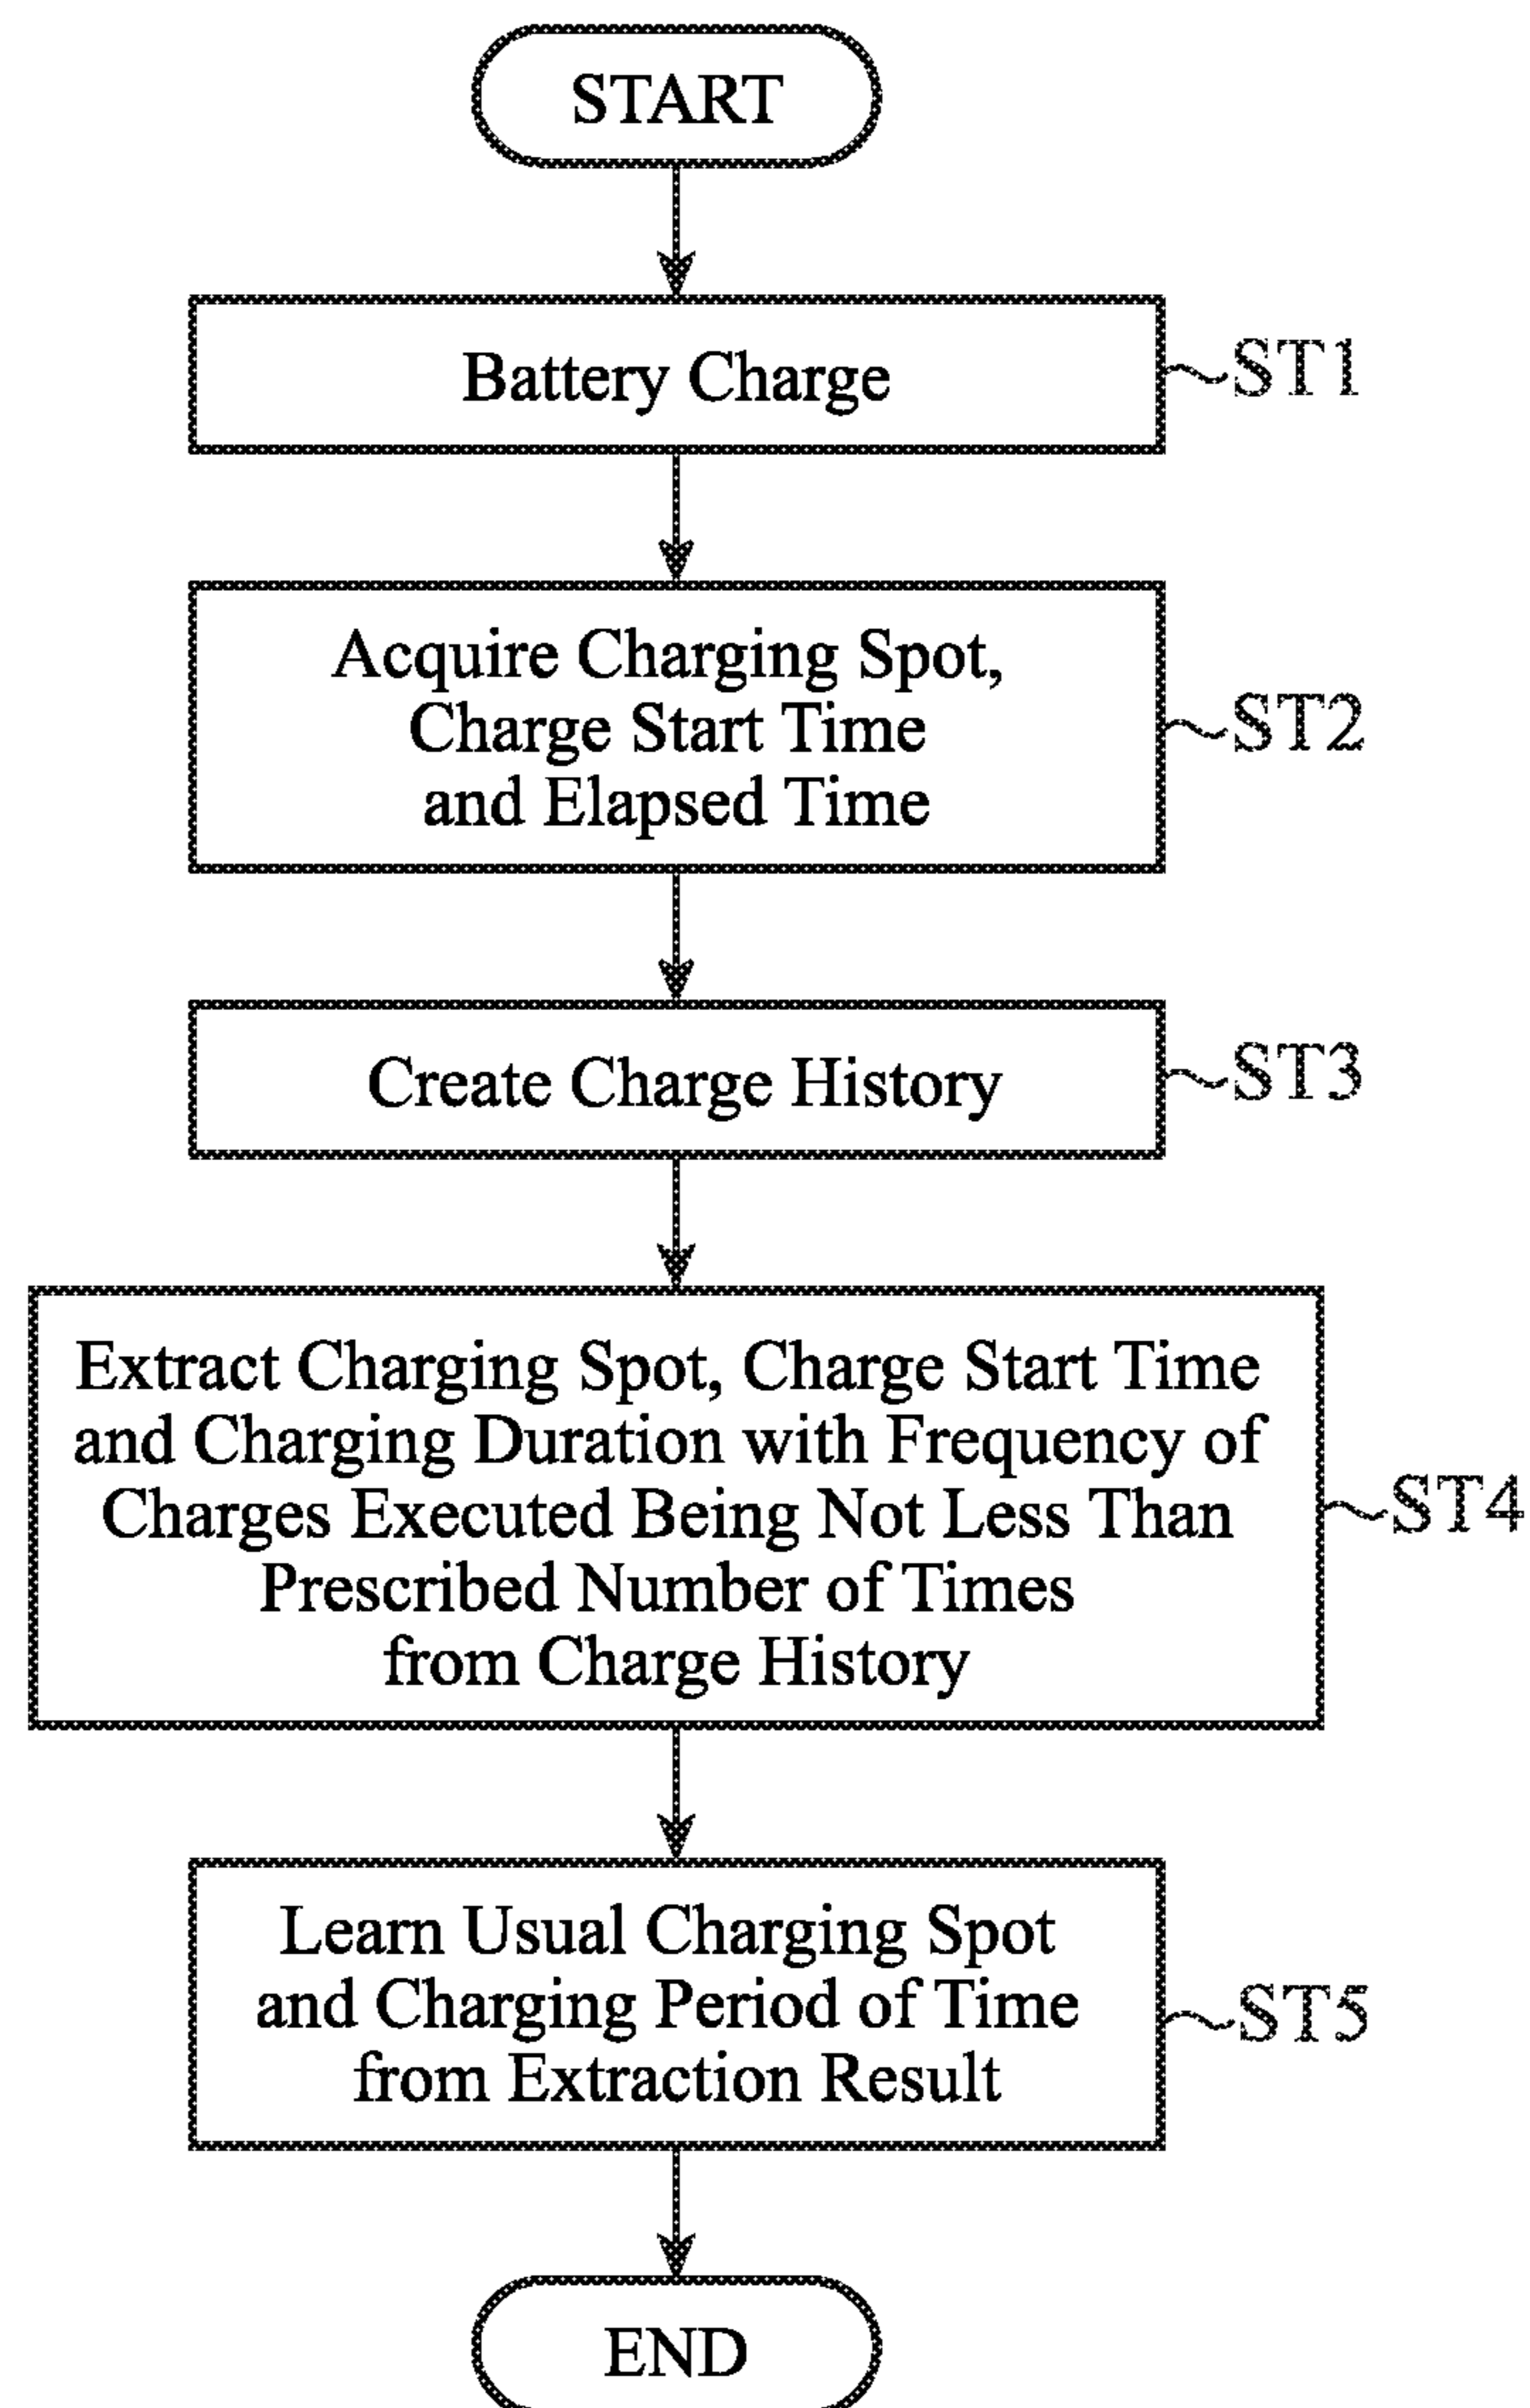 START
Battery Charge
ST1
Acquire Charging Spot,
Charge Start Time
and Elapsed Time
ST2
Create Charge History
ST3
Extract Charging Spot, Charge Start Time
and Charging Duration with Frequency of
Charges Executed Being Not Less Than
Prescribed Number of Times
from Charge History
ST4
Learn Usual Charging Spot
and Charging Period of Time
from Extraction Result
ST5
END